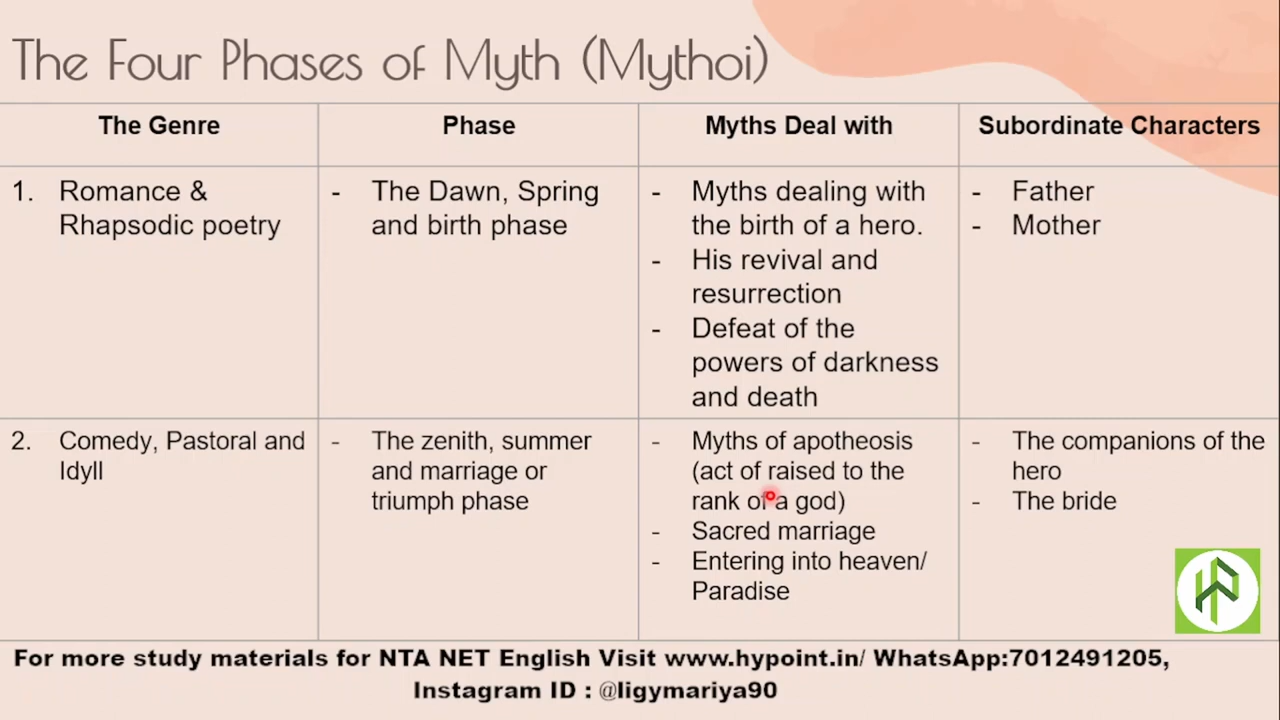 The Four Phases of Myth (Mythoi)
The Genre
Phase
Myths Deal with
Subordinate Characters
1. Romance &
Rhapsodic poetry
- The Dawn, Spring
and birth phase
- Myths dealing with
the birth of a hero.
- His revival and
resurrection
- Defeat of the
powers of darkness
and death
- Father
- Mother
2. Comedy, Pastoral and
Idyll
- The zenith, summer
and marriage or
triumph phase
- Myths of apotheosis
(act of raised to the
rank of a god)
- Sacred marriage
- Entering into heaven/
Paradise
- The companions of the
hero
- The bride
For more study materials for NTA NET English Visit www.hypoint.in/ WhatsApp:7012491205,
Instagram ID : @ligymariya90